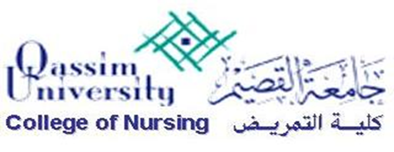 Qassim University
جامعة القصيم
College of Nursing
كلية التمريض